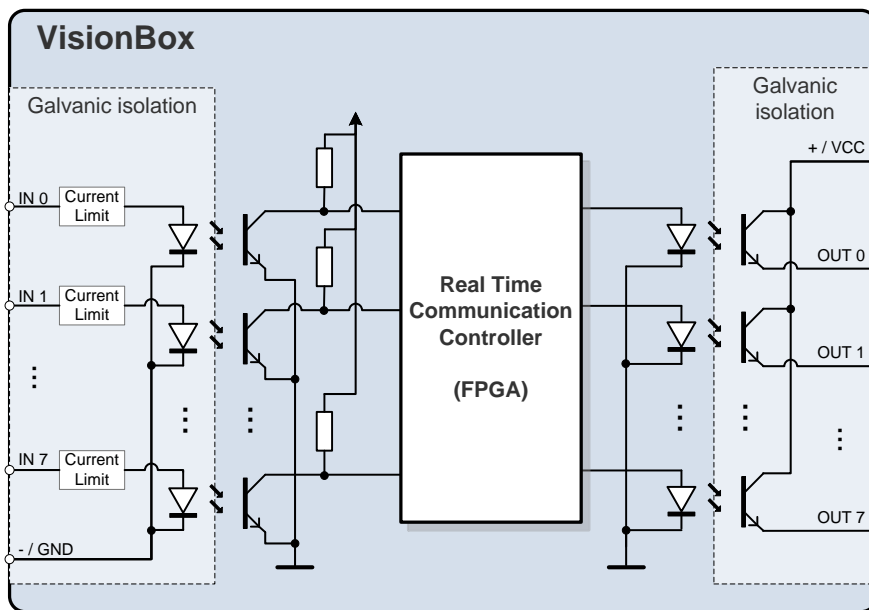 VisionBox
Galvanic isolation
Galvanic
isolation
+ / VCC
IN 0
Current
Limit
OUT 0
IN 1
Current
Limit
Real Time
Communication
Controller
(FPGA)
OUT 1
...
...
...
...
...
...
IN 7
Current
Limit
OUT 7
- / GND